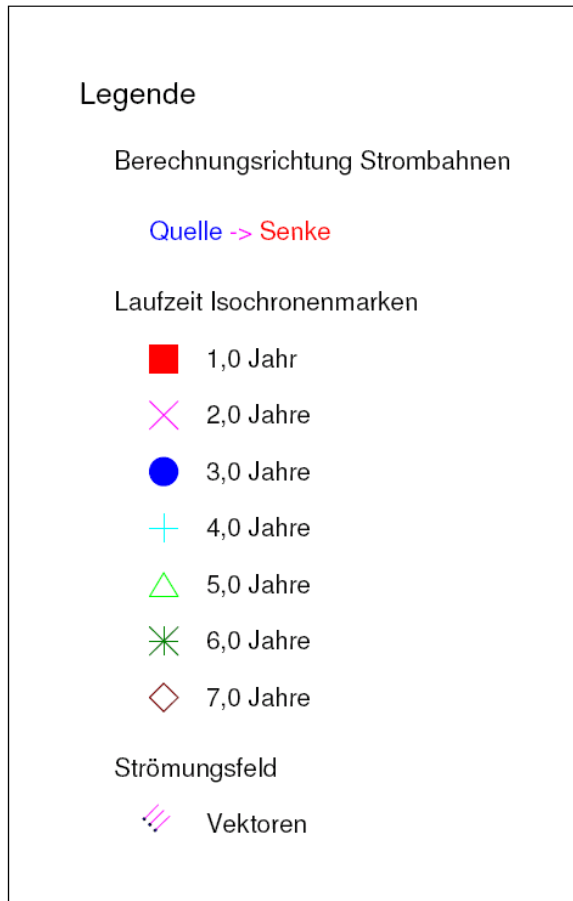 Legende
Berechnungsrichtung Strombahnen
Quelle -> Senke
Laufzeit Isochronenmarken
1,0 Jahr
2,0 Jahre
3,0 Jahre
4,0 Jahre
5,0 Jahre
6,0 Jahre
7,0 Jahre
Strömungsfeld
Vektoren